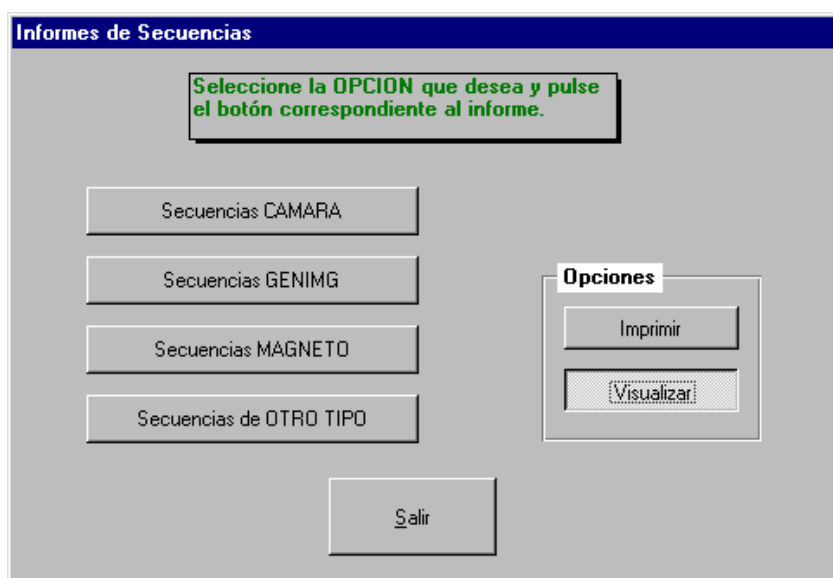 Informes de Secuencias
Seleccione la OPCION que desea y pulse
el botón correspondiente al informe.
Secuencias CAMARA
Secuencias GENIMG
Secuencias MAGNETO
Secuencias de OTRO TIPO
Opciones
Imprimir
Visualizar
Salir